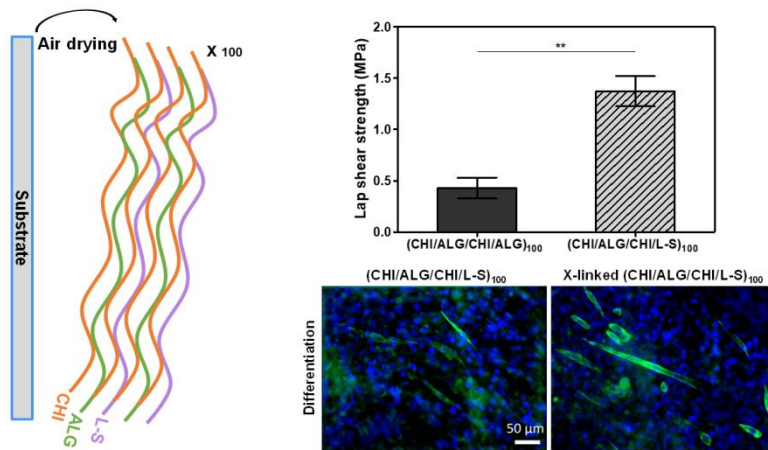 Air drying
X 100
Substrate
CHI
ALG
L-S
Lap shear strength (MPa)
2.0
1.5
1.0
0.5
0.0
**
(CHI/ALG/CHI/ALG)₁₀₀
(CHI/ALG/CHI/L-S)₁₀₀
(CHI/ALG/CHI/L-S)₁₀₀
X-linked (CHI/ALG/CHI/L-S)₁₀₀
Differentiation
50 µm